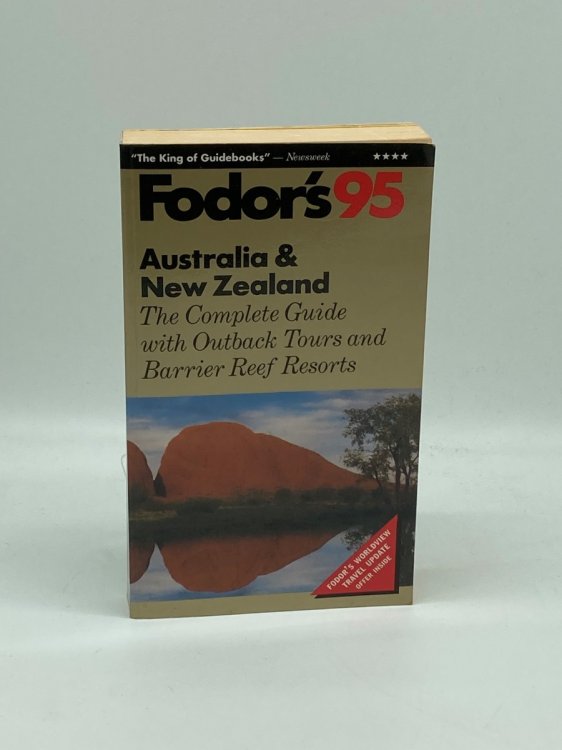 "The King of Guidebooks" — Newsweek ★★★★
Fodor's 95
Australia &
New Zealand
The Complete Guide
with Outback Tours and
Barrier Reef Resorts
FODOR'S WORLDVIEW
TRAVEL UPDATE
OFFER INSIDE